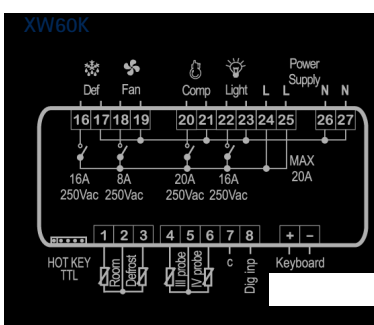 XW60K
Power
Supply
Def Fan Comp Light L L N N
16 17 18 19 20 21 22 23 24 25 26 27
MAX
20A
16A 8A 20A 16A
250Vac 250Vac 250Vac 250Vac
1 2 3 4 5 6 7 8 + −
HOT KEY
TTL
Room
Defrost
III probe
IV probe
c
Dig inp
Keyboard